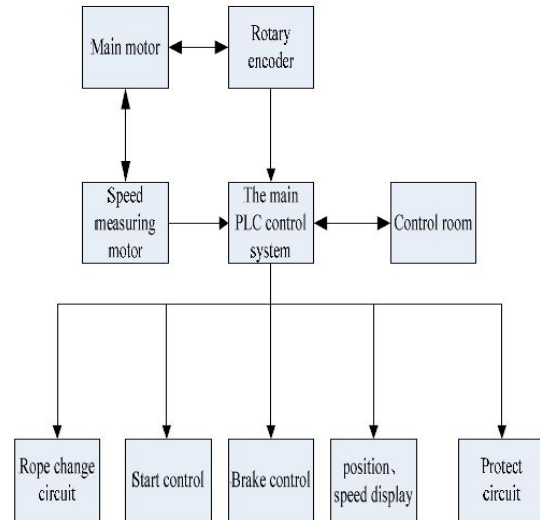 Main motor
Rotary
encoder
Speed
measuring
motor
The main
PLC control
system
Control room
Rope change
circuit
Start control
Brake control
position、
speed display
Protect
circuit